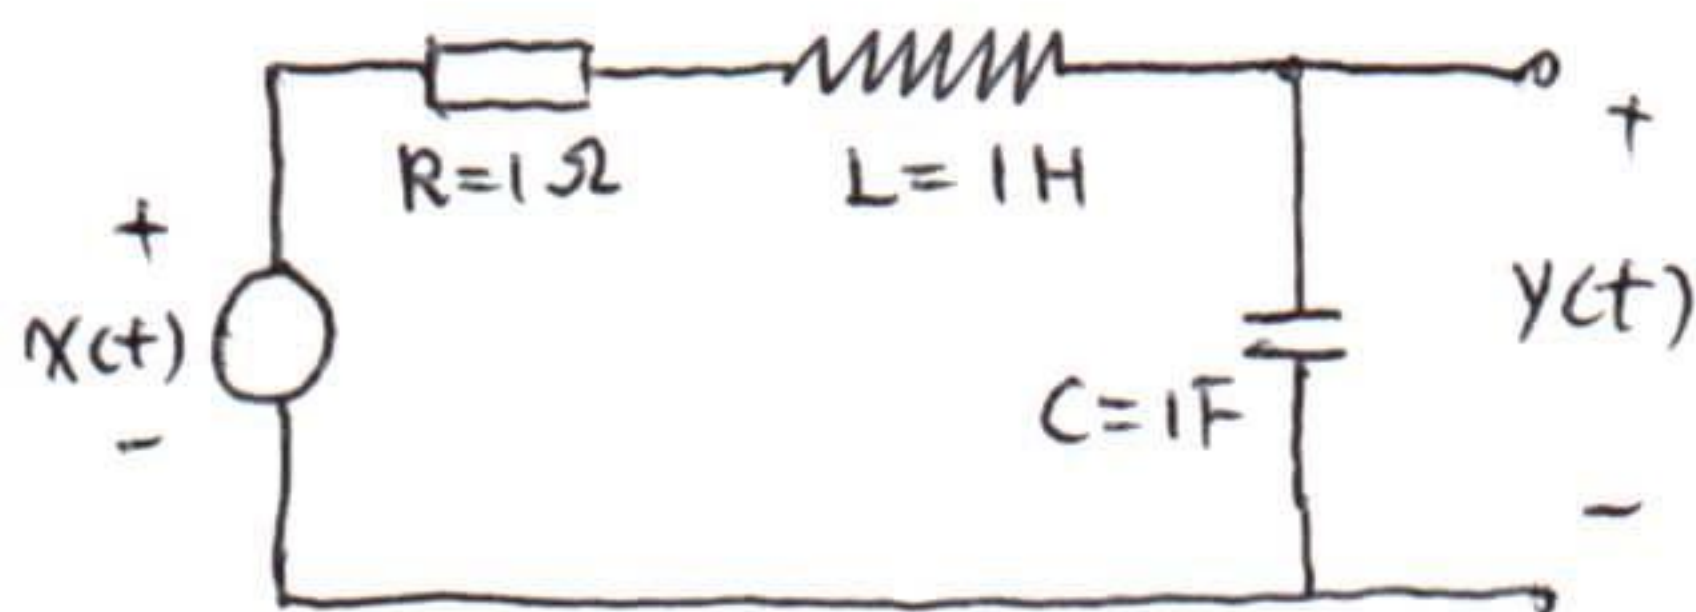 R=1Ω
L=1H
+
+
x(t)
y(t)
C=1F
-
-